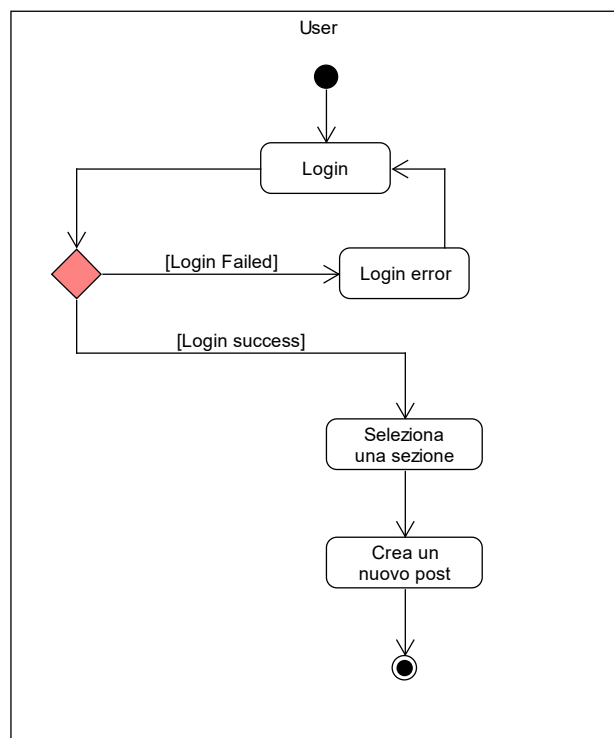 User
Login
[Login Failed]
Login error
[Login success]
Seleziona
una sezione
Crea un
nuovo post